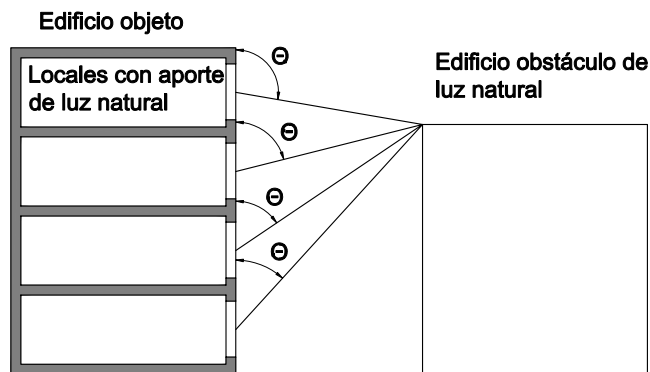 Edificio objeto
Locales con aporte
de luz natural
Edificio obstáculo de
luz natural
Θ
Θ
Θ
Θ